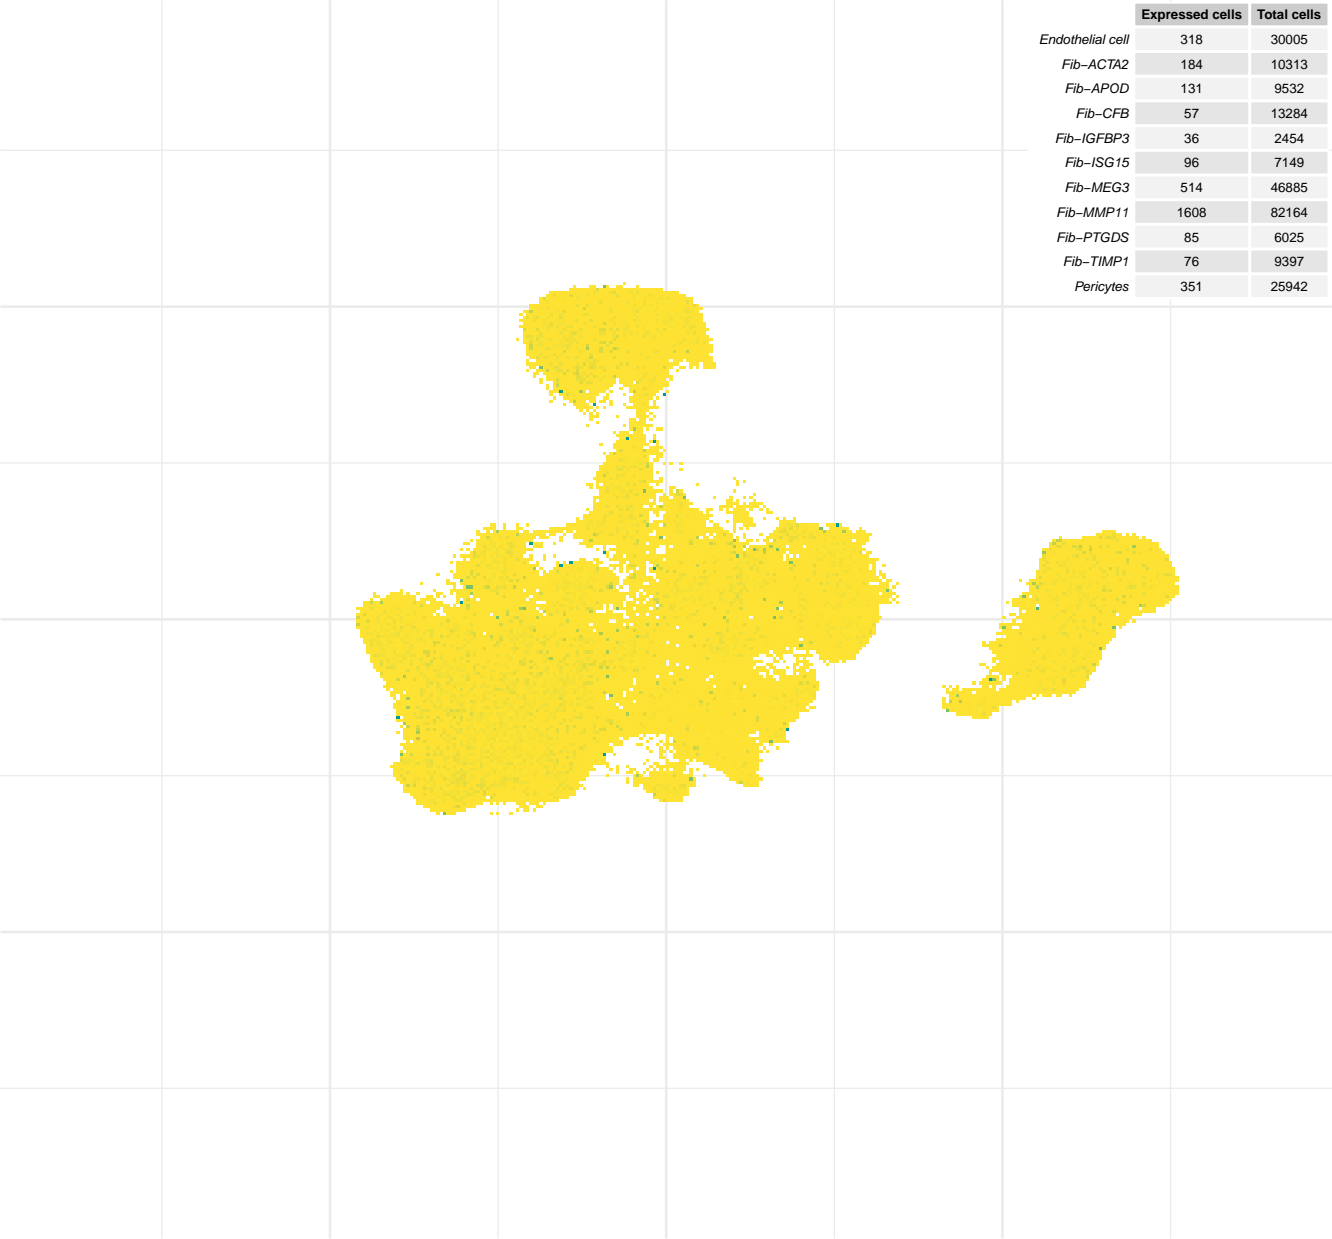 Expressed cells Total cells
Endothelial cell 318 30005
Fib−ACTA2 184 10313
Fib−APOD 131 9532
Fib−CFB 57 13284
Fib−IGFBP3 36 2454
Fib−ISG15 96 7149
Fib−MEG3 514 46885
Fib−MMP11 1608 82164
Fib−PTGDS 85 6025
Fib−TIMP1 76 9397
Pericytes 351 25942